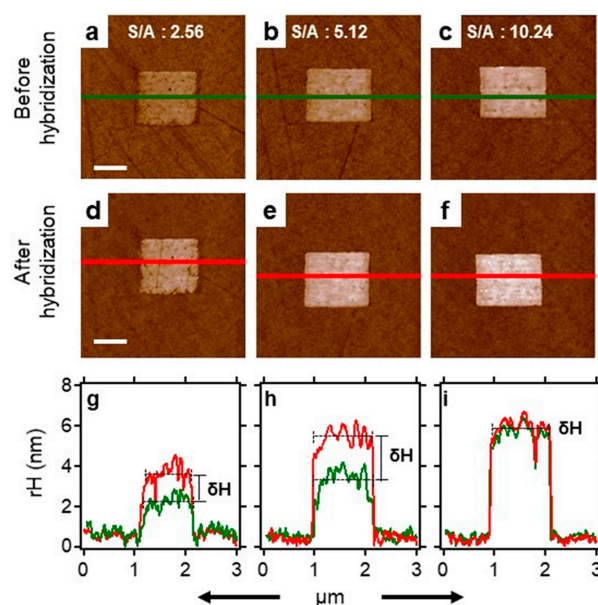 a S/A : 2.56
b S/A : 5.12
c S/A : 10.24
Before
hybridization
d
e
f
After
hybridization
g
h
i
rH (nm)
8
6
4
2
0
δH
δH
δH
0 1 2 3
0 1 2 3
0 1 2 3
μm